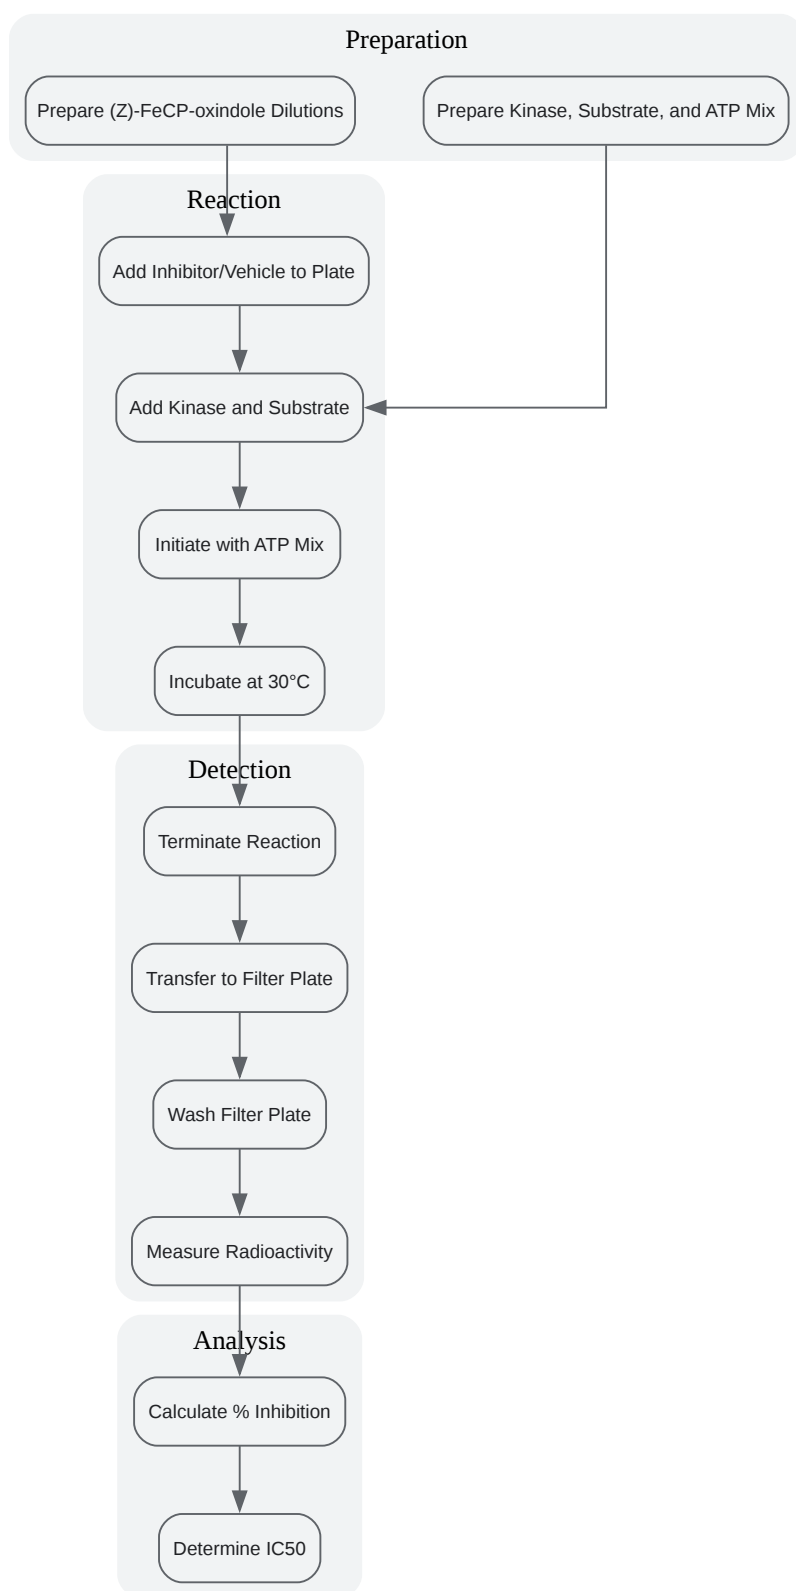 Preparation
Prepare (Z)-FeCP-oxindole Dilutions
Prepare Kinase, Substrate, and ATP Mix
Reaction
Add Inhibitor/Vehicle to Plate
Add Kinase and Substrate
Initiate with ATP Mix
Incubate at 30°C
Detection
Terminate Reaction
Transfer to Filter Plate
Wash Filter Plate
Measure Radioactivity
Analysis
Calculate % Inhibition
Determine IC50